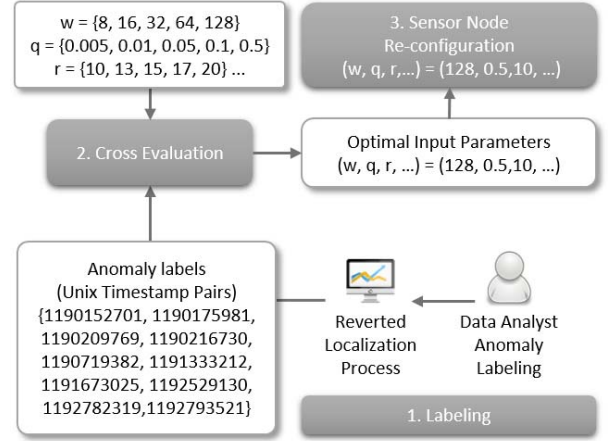 w = {8, 16, 32, 64, 128}
q = {0.005, 0.01, 0.05, 0.1, 0.5}
r = {10, 13, 15, 17, 20} ...
3. Sensor Node
Re-configuration
(w, q, r,...) = (128, 0.5,10, ...)
2. Cross Evaluation
Optimal Input Parameters
(w, q, r, ...) = (128, 0.5,10, ...)
Anomaly labels
(Unix Timestamp Pairs)
{1190152701, 1190175981,
1190209769, 1190216730,
1190719382, 1191333212,
1191673025, 1192529130,
1192782319,1192793521}
Reverted
Localization
Process
Data Analyst
Anomaly
Labeling
1. Labeling